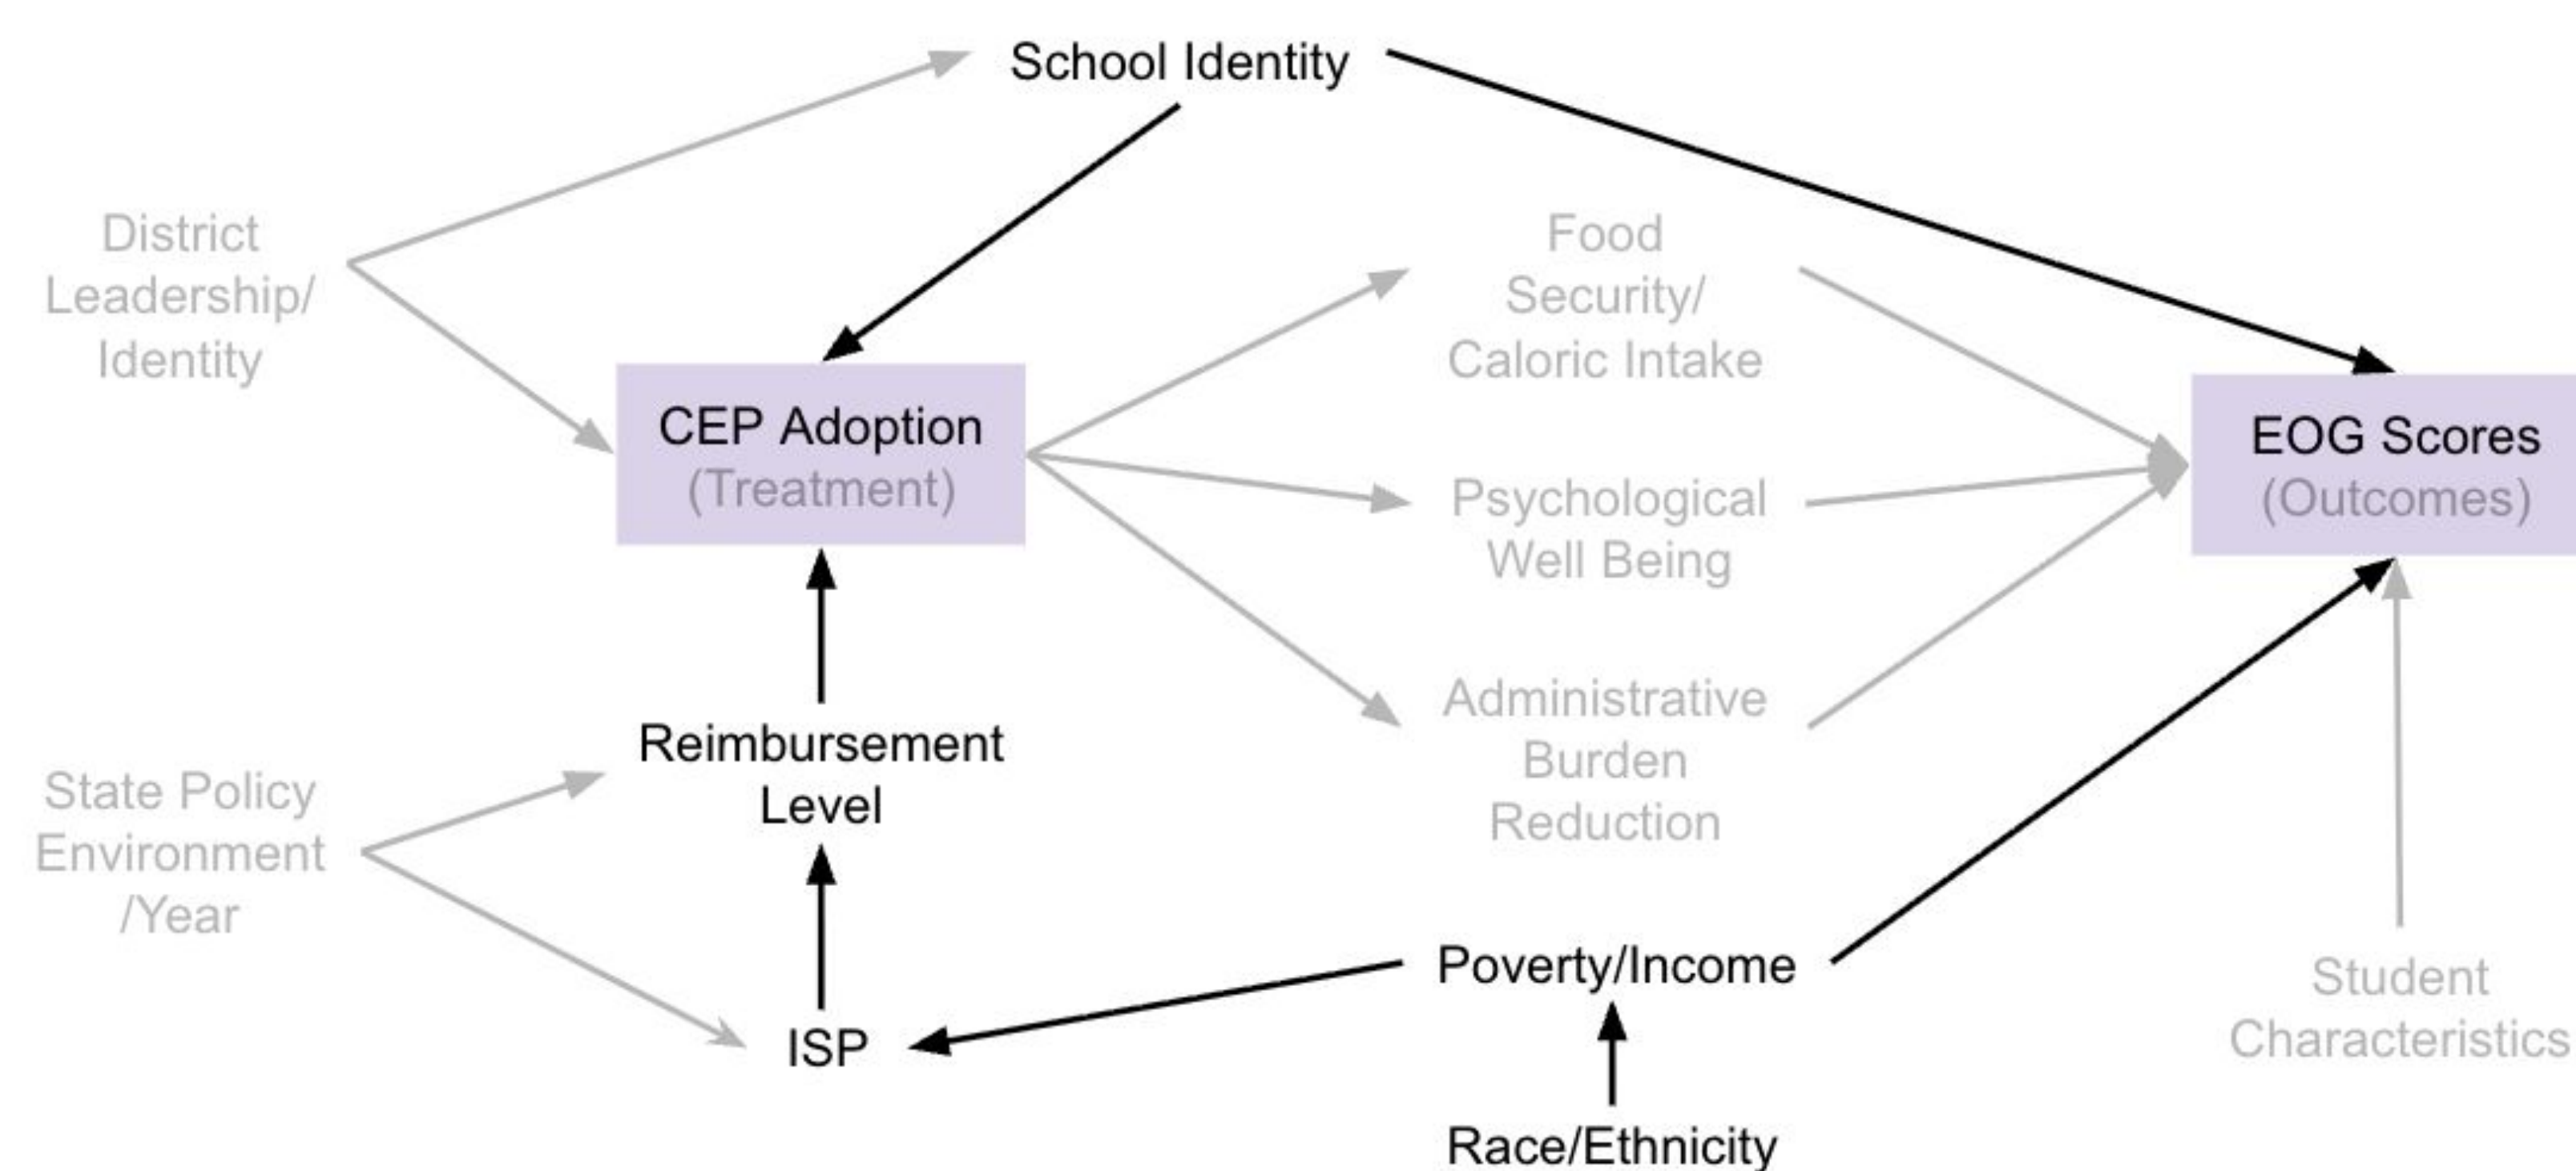 School Identity
District
Leadership/
Identity
Food
Security/
Caloric Intake
CEP Adoption
(Treatment)
EOG Scores
(Outcomes)
Psychological
Well Being
Reimbursement
Level
Administrative
Burden
Reduction
State Policy
Environment
/Year
Poverty/Income
Student
Characteristics
ISP
Race/Ethnicity